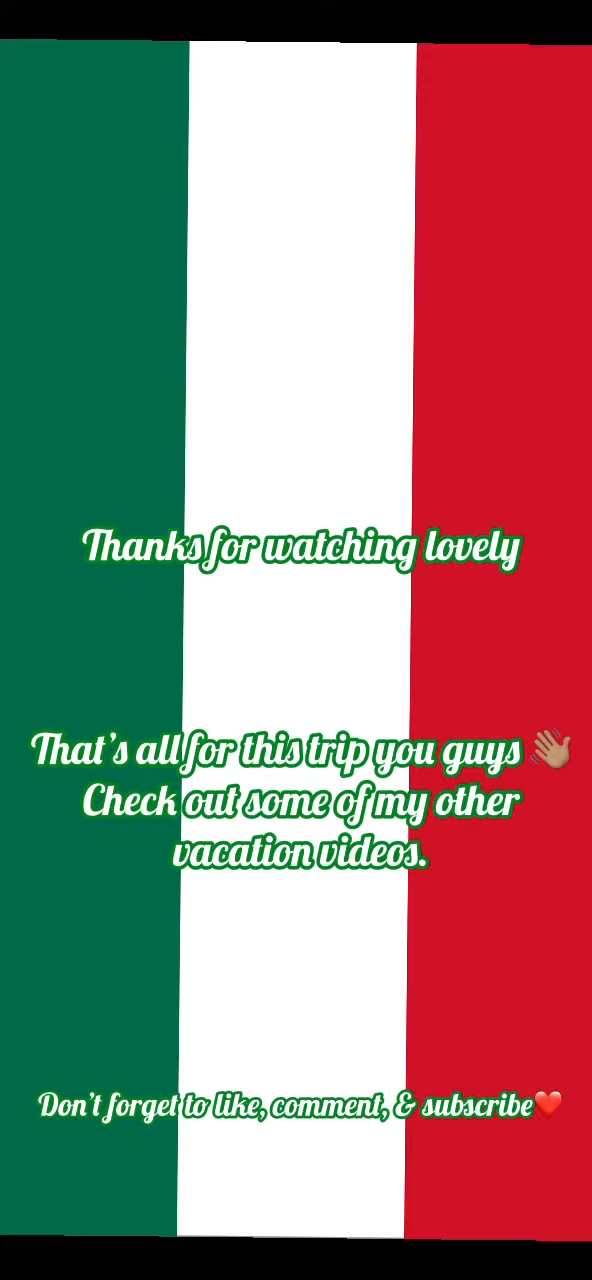 Thanks for watching lovely
That's all for this trip you guys 👋🏽
Check out some of my other
vacation videos.
Don't forget to like, comment, & subscribe❤️